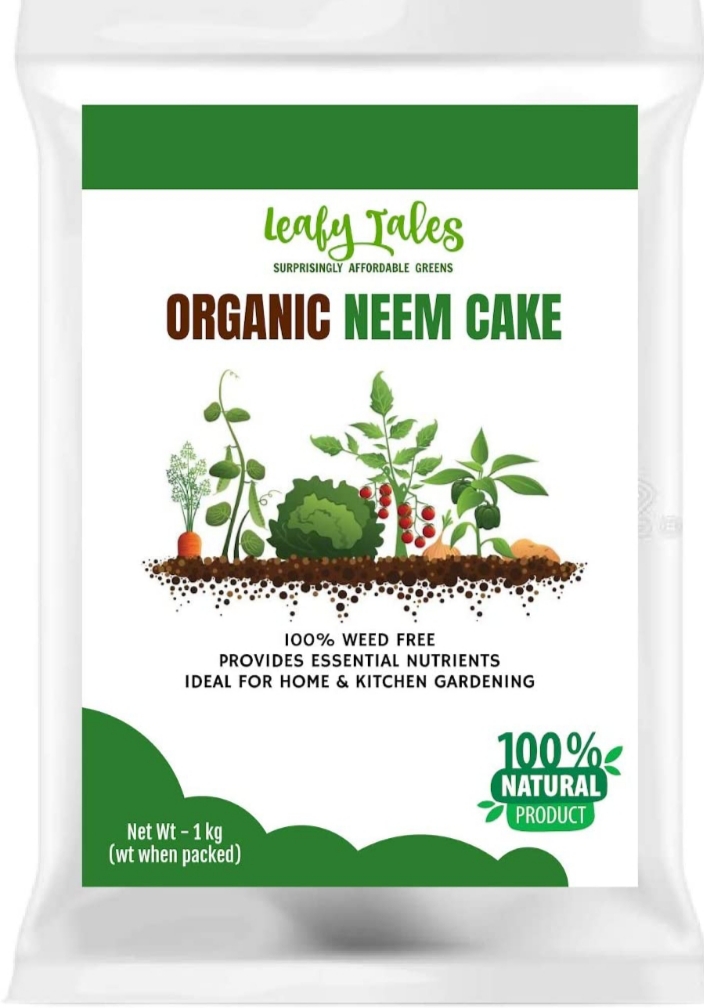 Leafy Tales
SURPRISINGLY AFFORDABLE GREENS
ORGANIC NEEM CAKE
100% WEED FREE
PROVIDES ESSENTIAL NUTRIENTS
IDEAL FOR HOME & KITCHEN GARDENING
100%
NATURAL
PRODUCT
Net Wt - 1 kg
(wt when packed)